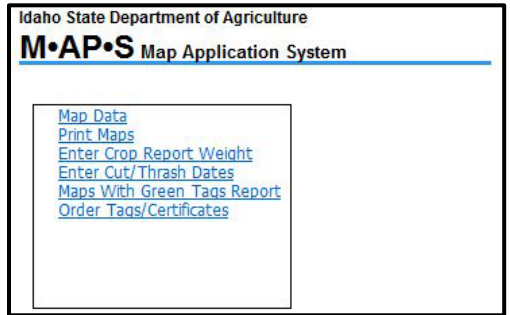 Idaho State Department of Agriculture
M•AP•S Map Application System
Map Data
Print Maps
Enter Crop Report Weight
Enter Cut/Thrash Dates
Maps With Green Tags Report
Order Tags/Certificates